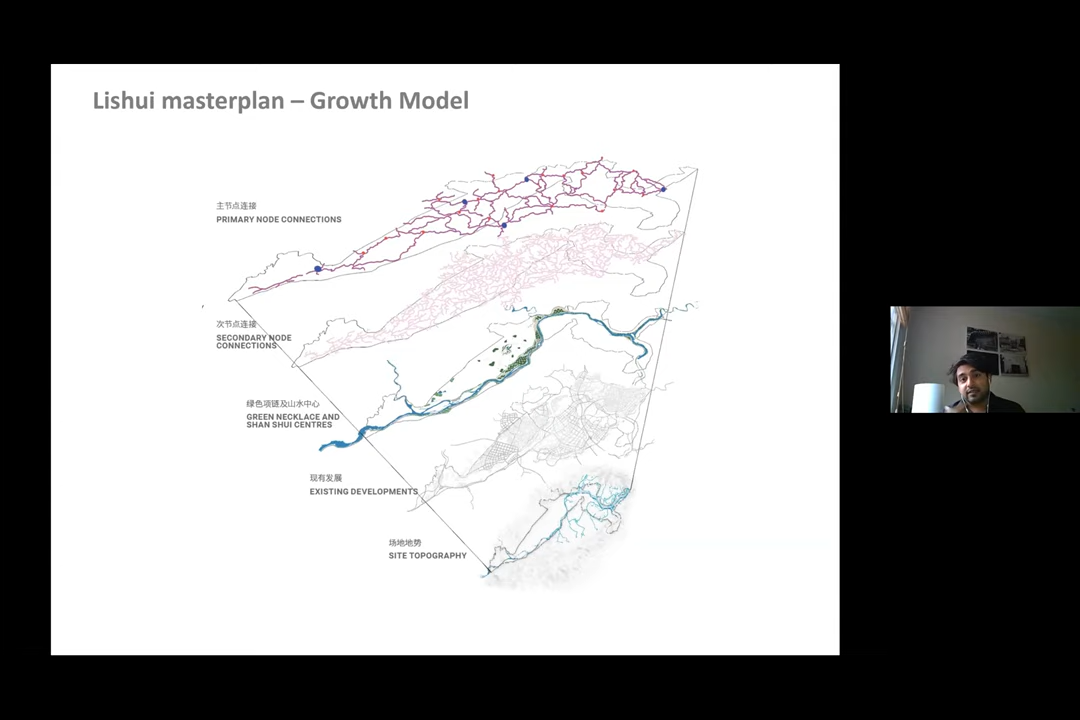 Lishui masterplan – Growth Model
主节点连接
PRIMARY NODE CONNECTIONS
次节点连接
SECONDARY NODE
CONNECTIONS
绿色项链及山水中心
GREEN NECKLACE AND
SHAN SHUI CENTRES
现有发展
EXISTING DEVELOPMENTS
场地地势
SITE TOPOGRAPHY